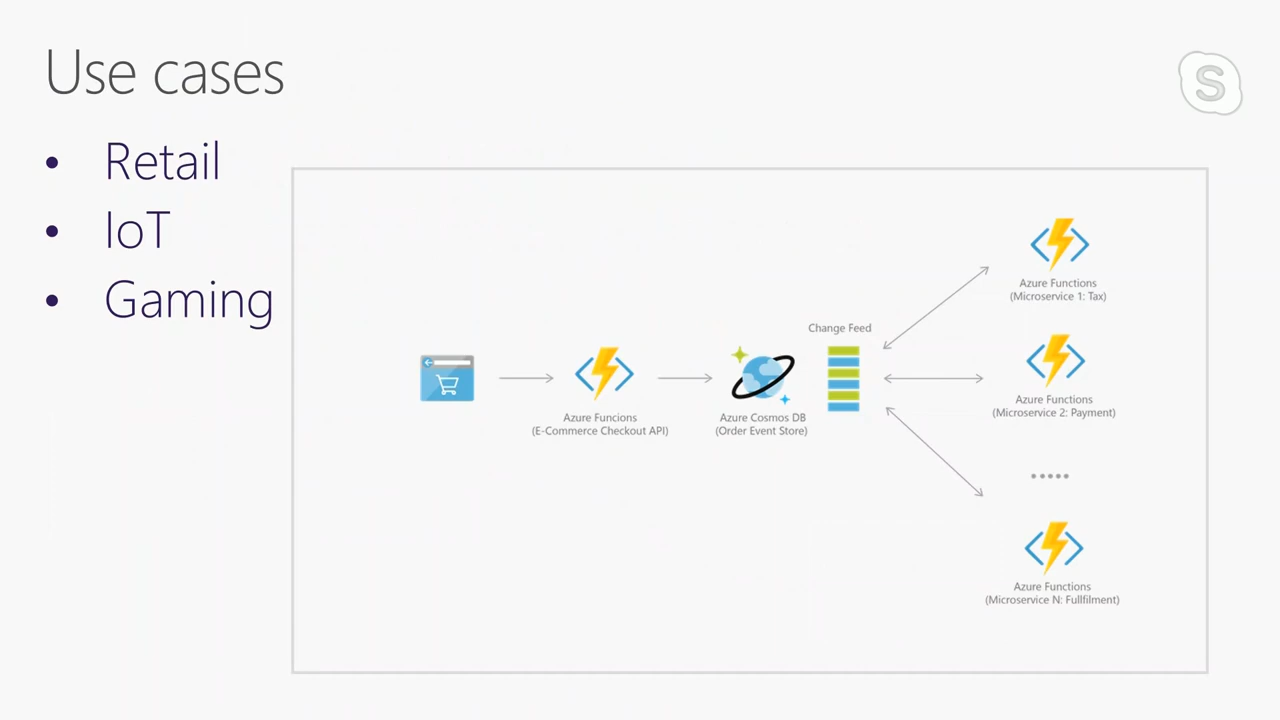 Use cases
• Retail
• IoT
• Gaming
S
Change Feed
Azure Functions
(Microservice 1: Tax)
Azure Funcions
(E-Commerce Checkout API)
Azure Cosmos DB
(Order Event Store)
Azure Functions
(Microservice 2: Payment)
.....
Azure Functions
(Microservice N: Fullfilment)